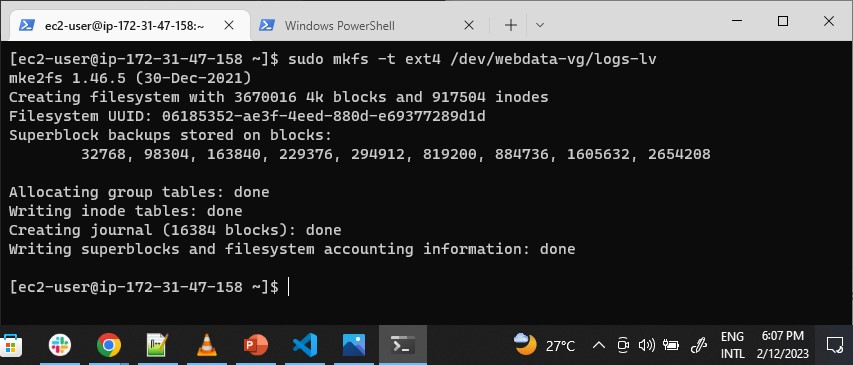 ec2-user@ip-172-31-47-158:~
Windows PowerShell
[ec2-user@ip-172-31-47-158 ~]$ sudo mkfs -t ext4 /dev/webdata-vg/logs-lv
mke2fs 1.46.5 (30-Dec-2021)
Creating filesystem with 3670016 4k blocks and 917504 inodes
Filesystem UUID: 06185352-ae3f-4eed-880d-e69377289d1d
Superblock backups stored on blocks:
32768, 98304, 163840, 229376, 294912, 819200, 884736, 1605632, 2654208
Allocating group tables: done
Writing inode tables: done
Creating journal (16384 blocks): done
Writing superblocks and filesystem accounting information: done
[ec2-user@ip-172-31-47-158 ~]$
27°C
ENG
INTL
6:07 PM
2/12/2023